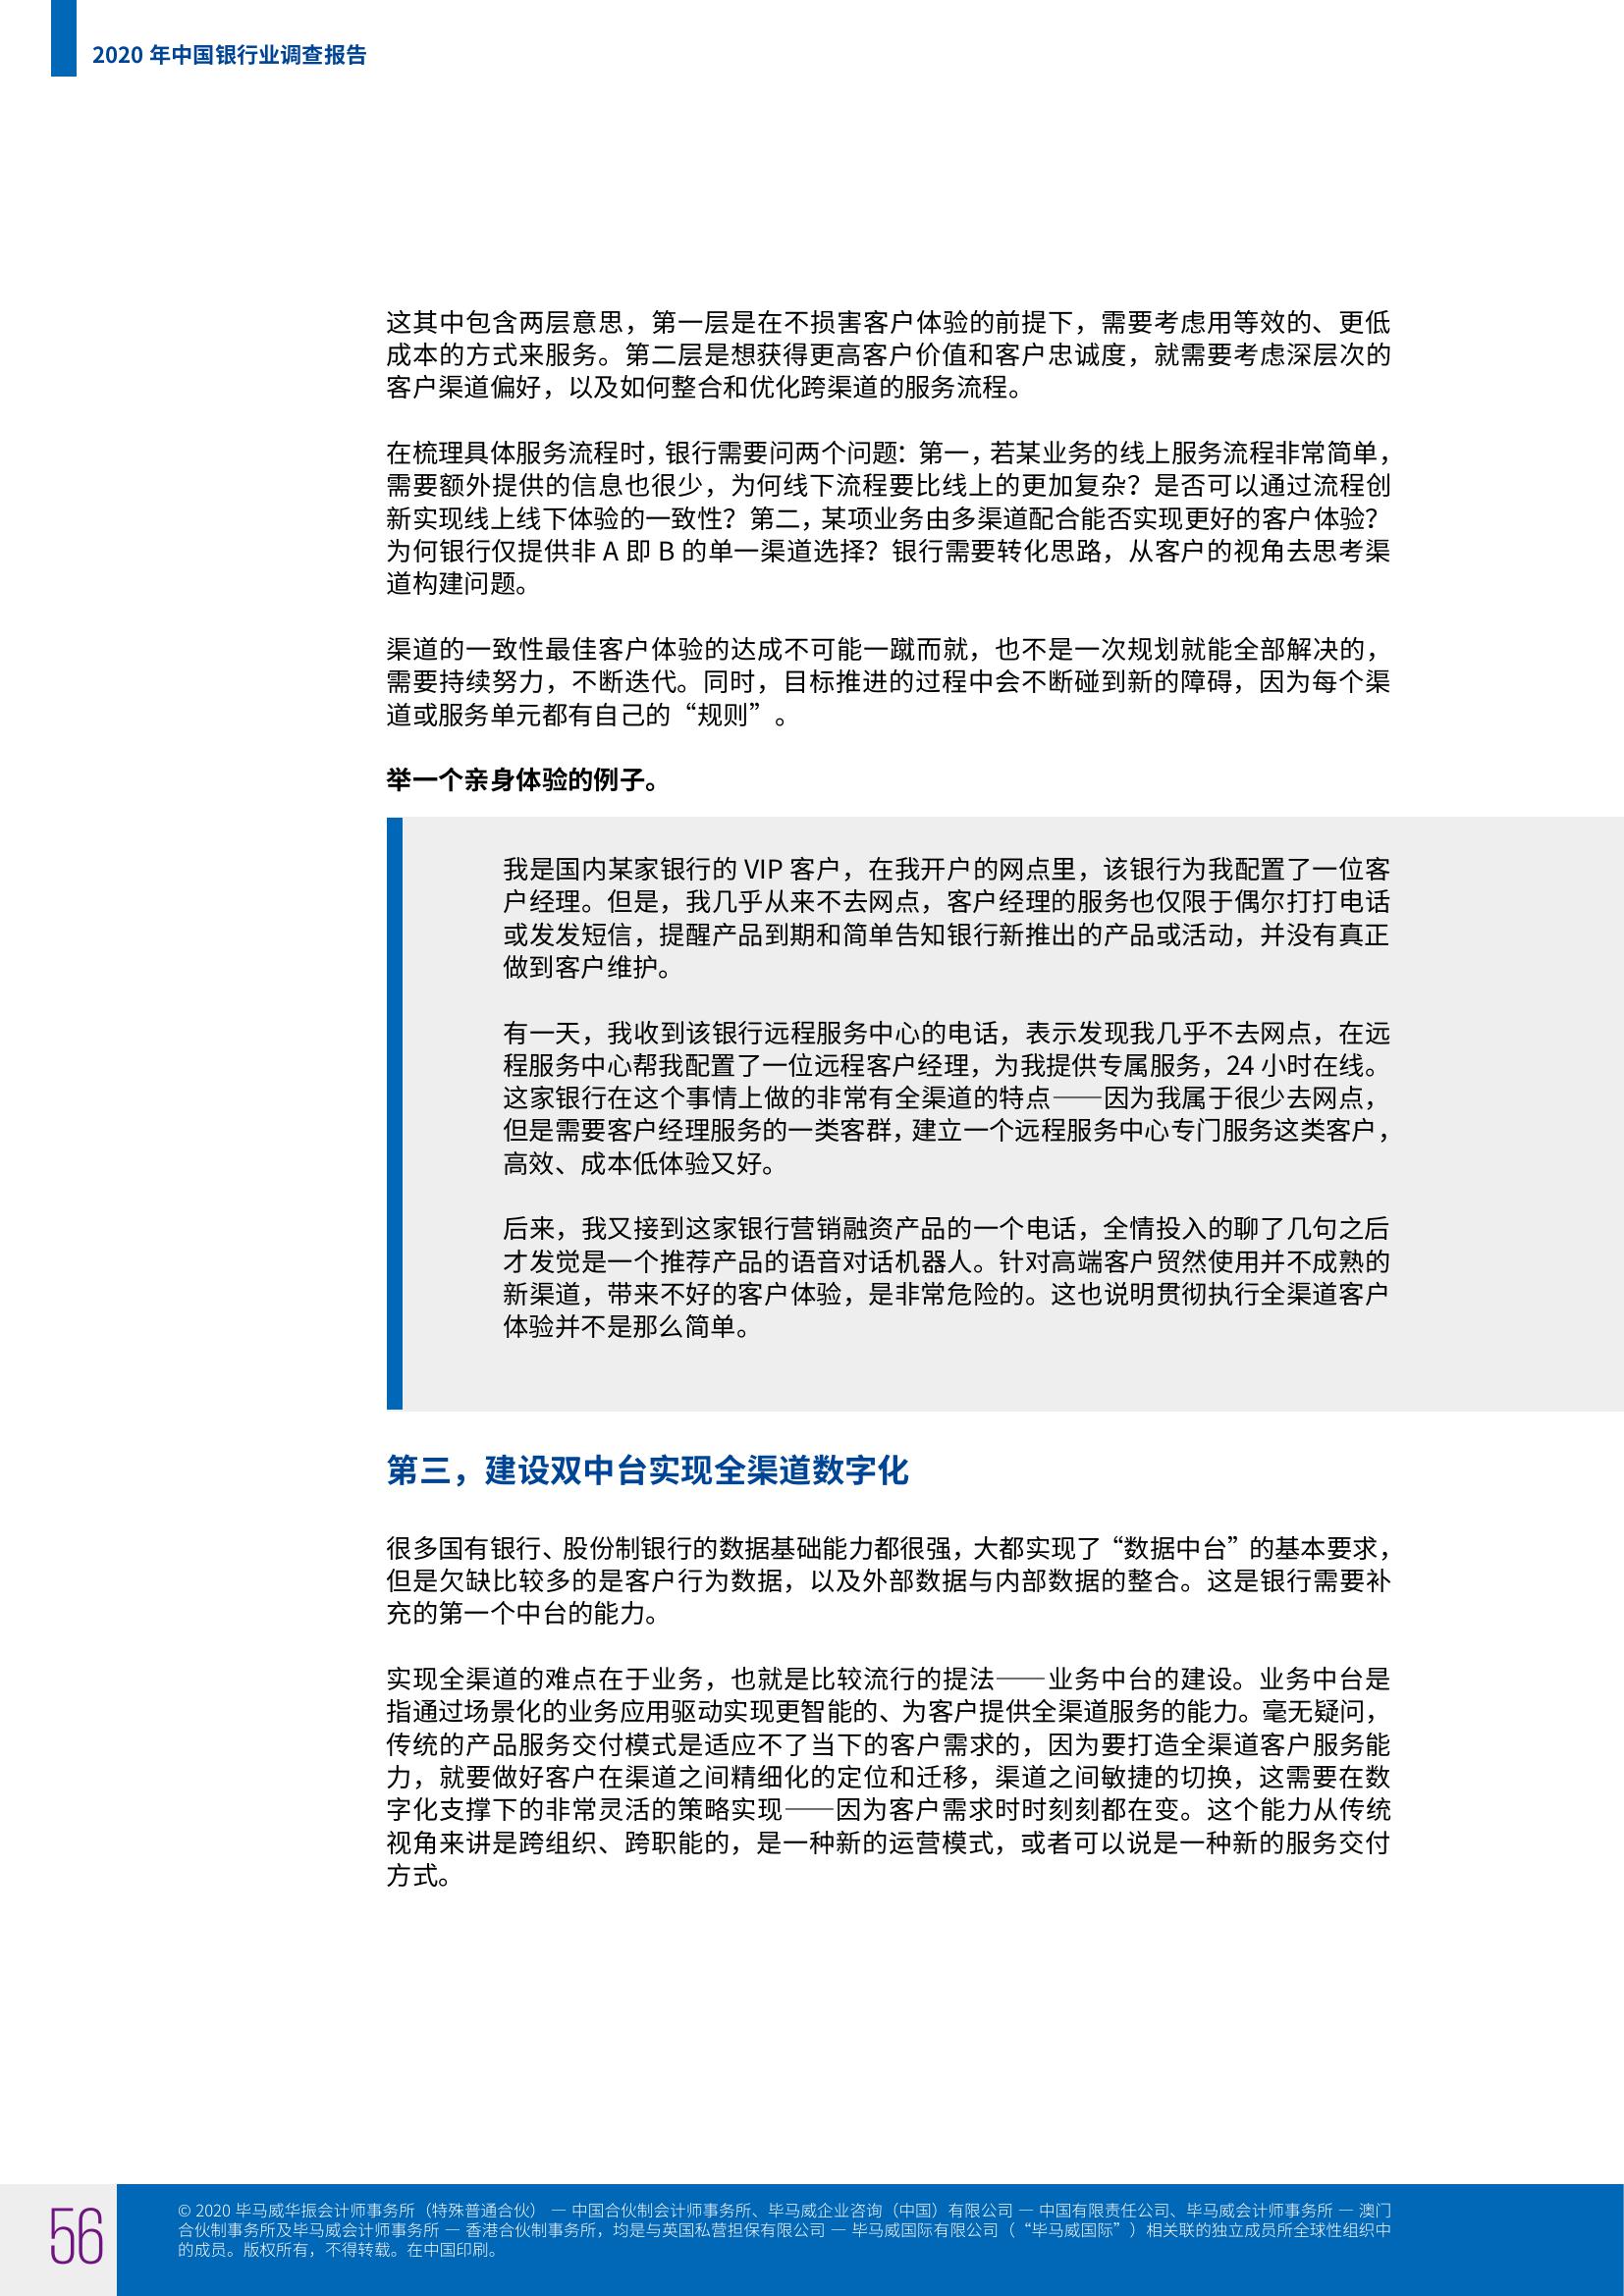 2020 年中国银行业调查报告
这其中包含两层意思，第一层是在不损害客户体验的前提下，需要考虑用等效的、更低
成本的方式来服务。第二层是想获得更高客户价值和客户忠诚度，就需要考虑深层次的
客户渠道偏好，以及如何整合和优化跨渠道的服务流程。
在梳理具体服务流程时，银行需要问两个问题：第一，若某业务的线上服务流程非常简单，
需要额外提供的信息也很少，为何线下流程要比线上的更加复杂？是否可以通过流程创
新实现线上线下体验的一致性？第二，某项业务由多渠道配合能否实现更好的客户体验？
为何银行仅提供非 A 即 B 的单一渠道选择？银行需要转化思路，从客户的视角去思考渠
道构建问题。
渠道的一致性最佳客户体验的达成不可能一蹴而就，也不是一次规划就能全部解决的，
需要持续努力，不断迭代。同时，目标推进的过程中会不断碰到新的障碍，因为每个渠
道或服务单元都有自己的“规则”。
举一个亲身体验的例子。
我是国内某家银行的 VIP 客户，在我开户的网点里，该银行为我配置了一位客
户经理。但是，我几乎从来不去网点，客户经理的服务也仅限于偶尔打打电话
或发发短信，提醒产品到期和简单告知银行新推出的产品或活动，并没有真正
做到客户维护。
有一天，我收到该银行远程服务中心的电话，表示发现我几乎不去网点，在远
程服务中心帮我配置了一位远程客户经理，为我提供专属服务，24 小时在线。
这家银行在这个事情上做的非常有全渠道的特点——因为我属于很少去网点，
但是需要客户经理服务的一类客群，建立一个远程服务中心专门服务这类客户，
高效、成本低体验又好。
后来，我又接到这家银行营销融资产品的一个电话，全情投入的聊了几句之后
才发觉是一个推荐产品的语音对话机器人。针对高端客户贸然使用并不成熟的
新渠道，带来不好的客户体验，是非常危险的。这也说明贯彻执行全渠道客户
体验并不是那么简单。
第三，建设双中台实现全渠道数字化
很多国有银行、股份制银行的数据基础能力都很强，大都实现了“数据中台”的基本要求，
但是欠缺比较多的是客户行为数据，以及外部数据与内部数据的整合。这是银行需要补
充的第一个中台的能力。
实现全渠道的难点在于业务，也就是比较流行的提法——业务中台的建设。业务中台是
指通过场景化的业务应用驱动实现更智能的、为客户提供全渠道服务的能力。毫无疑问，
传统的产品服务交付模式是适应不了当下的客户需求的，因为要打造全渠道客户服务能
力，就要做好客户在渠道之间精细化的定位和迁移，渠道之间敏捷的切换，这需要在数
字化支撑下的非常灵活的策略实现——因为客户需求时时刻刻都在变。这个能力从传统
视角来讲是跨组织、跨职能的，是一种新的运营模式，或者可以说是一种新的服务交付
方式。
56
© 2020 毕马威华振会计师事务所（特殊普通合伙） — 中国合伙制会计师事务所、毕马威企业咨询（中国）有限公司 — 中国有限责任公司、毕马威会计师事务所 — 澳门
合伙制事务所及毕马威会计师事务所 — 香港合伙制事务所，均是与英国私营担保有限公司 — 毕马威国际有限公司（“毕马威国际”）相关联的独立成员所全球性组织中
的成员。版权所有，不得转载。在中国印刷。